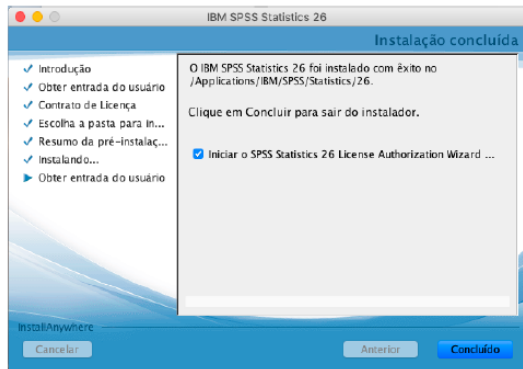 IBM SPSS Statistics 26
Instalação concluída
Introdução
Obter entrada do usuário
Contrato de Licença
Escolha a pasta para in...
Resumo da pré-instalaç...
Instalando...
Obter entrada do usuário
O IBM SPSS Statistics 26 foi instalado com êxito no
/Applications/IBM/SPSS/Statistics/26.
Clique em Concluir para sair do instalador.
Iniciar o SPSS Statistics 26 License Authorization Wizard ...
InstallAnywhere
Cancelar
Anterior
Concluído